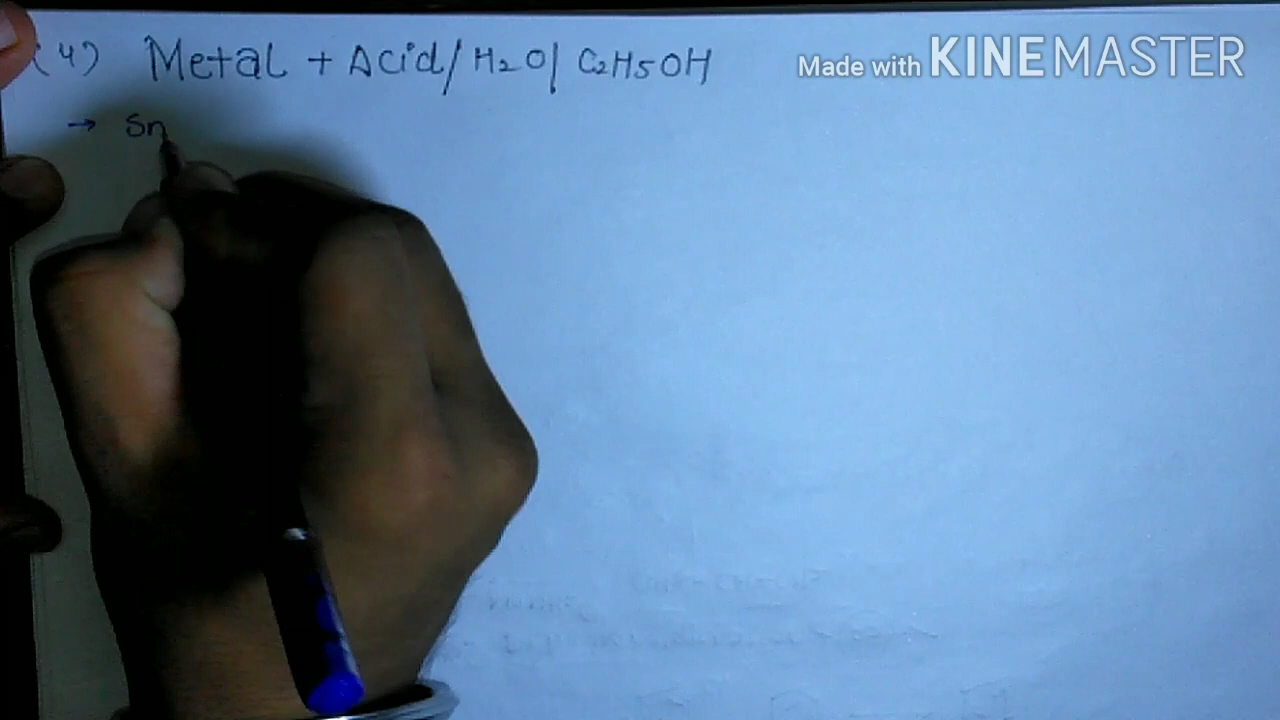 (4) Metal + Acid/H₂O/C₂H₅OH
Made with KINEMASTER
→ Sn